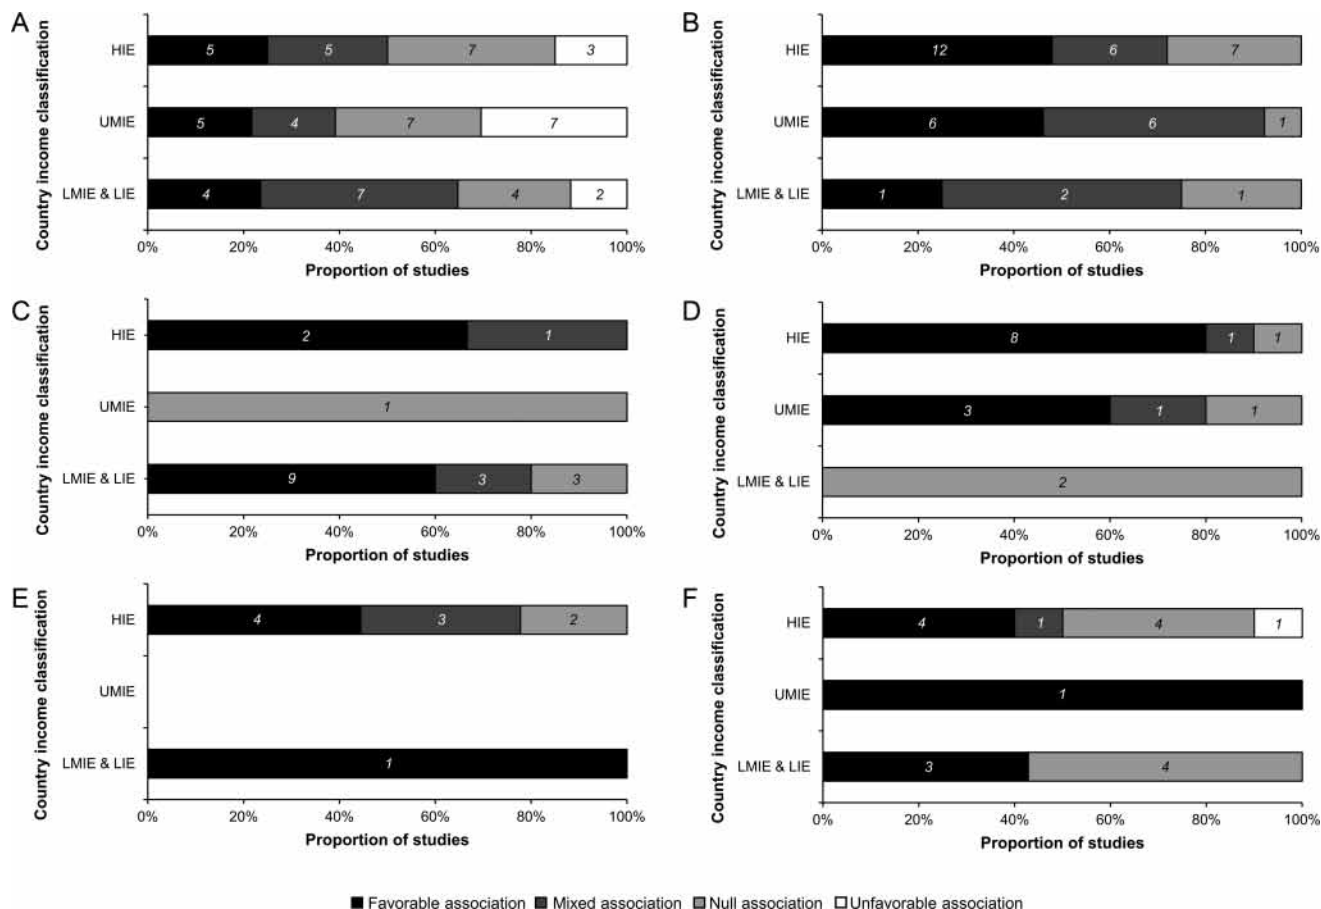 A
Country income classification
HIE
5 5 7 3
UMIE
5 4 7 7
LMIE & LIE
4 7 4 2
0% 20% 40% 60% 80% 100%
Proportion of studies
B
Country income classification
HIE
12 6 7
UMIE
6 6 1
LMIE & LIE
1 2 1
0% 20% 40% 60% 80% 100%
Proportion of studies
C
Country income classification
HIE
2 1
UMIE
1
LMIE & LIE
9 3 3
0% 20% 40% 60% 80% 100%
Proportion of studies
D
Country income classification
HIE
8 1 1
UMIE
3 1 1
LMIE & LIE
2
0% 20% 40% 60% 80% 100%
Proportion of studies
E
Country income classification
HIE
4 3 2
UMIE
LMIE & LIE
1
0% 20% 40% 60% 80% 100%
Proportion of studies
F
Country income classification
HIE
4 1 4 1
UMIE
1
LMIE & LIE
3 4
0% 20% 40% 60% 80% 100%
Proportion of studies
Favorable association Mixed association Null association Unfavorable association